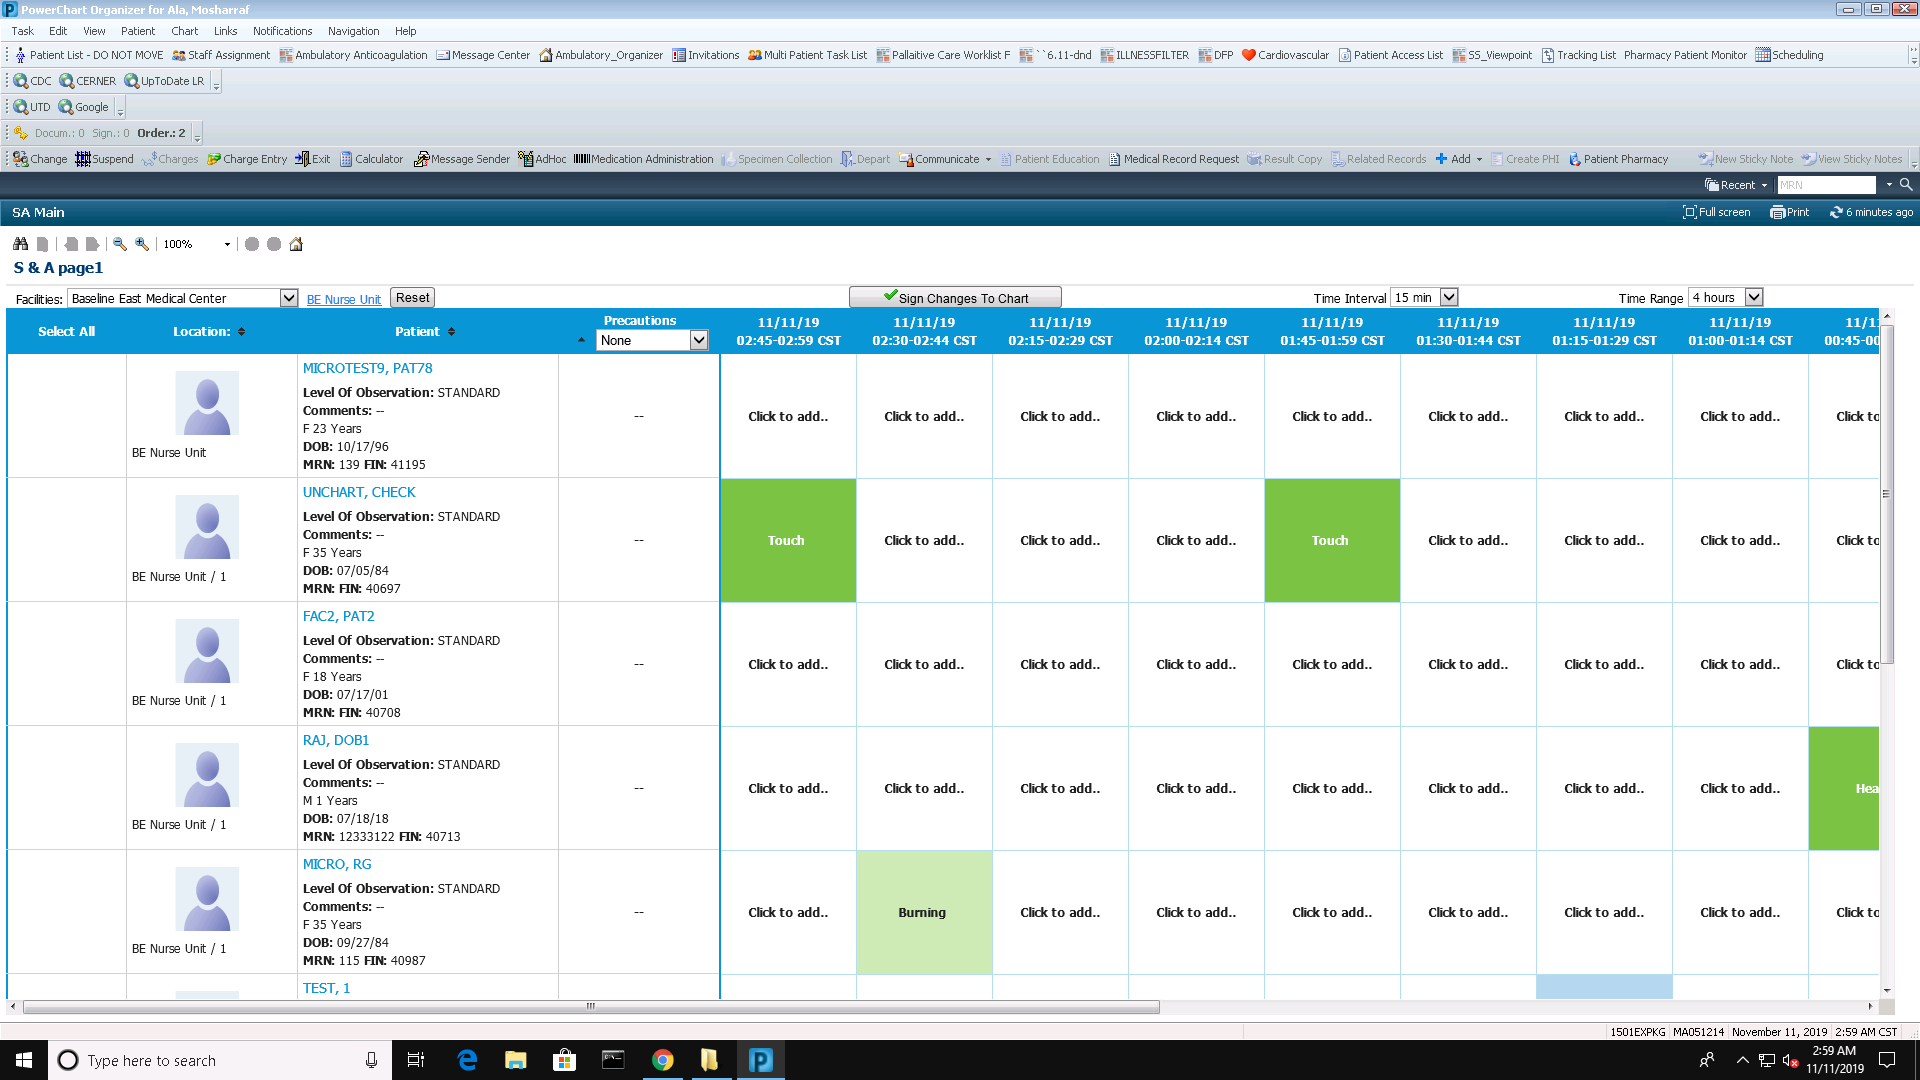 PowerChart Organizer for Ala, Mosharraf
Task Edit View Patient Chart Links Notifications Navigation Help
Patient List - DO NOT MOVE Staff Assignment Ambulatory Anticoagulation Message Center Ambulatory_Organizer Invitations Multi Patient Task List Pallaitive Care Worklist F ``6.11-dnd ILLNESSFILTER DFP Cardiovascular Patient Access List SS_Viewpoint Tracking List Pharmacy Patient Monitor Scheduling
CDC CERNER UpToDate LR
UTD Google
Docum.: 0 Sign.: 0 Order.: 2
Change Suspend Charges Charge Entry Exit Calculator Message Sender AdHoc Medication Administration Specimen Collection Depart Communicate Patient Education Medical Record Request Result Copy Related Records Add Create PHI Patient Pharmacy New Sticky Note View Sticky Notes
Recent MRN
SA Main Full screen Print 6 minutes ago
100%
S & A page1
Facilities: Baseline East Medical Center BE Nurse Unit Reset Sign Changes To Chart Time Interval 15 min Time Range 4 hours
Select All Location: Patient Precautions None
11/11/19 11/11/19 11/11/19 11/11/19 11/11/19 11/11/19 11/11/19 11/11/19 11/1
02:45-02:59 CST 02:30-02:44 CST 02:15-02:29 CST 02:00-02:14 CST 01:45-01:59 CST 01:30-01:44 CST 01:15-01:29 CST 01:00-01:14 CST 00:45-00
MICROTEST9, PAT78
Level Of Observation: STANDARD
Comments: --
F 23 Years
DOB: 10/17/96
MRN: 139 FIN: 41195
BE Nurse Unit
-- Click to add.. Click to add.. Click to add.. Click to add.. Click to add.. Click to add.. Click to add.. Click to add.. Click to
UNCHART, CHECK
Level Of Observation: STANDARD
Comments: --
F 35 Years
DOB: 07/05/84
MRN: FIN: 40697
BE Nurse Unit / 1
-- Touch Click to add.. Click to add.. Click to add.. Touch Click to add.. Click to add.. Click to add.. Click to
FAC2, PAT2
Level Of Observation: STANDARD
Comments: --
F 18 Years
DOB: 07/17/01
MRN: FIN: 40708
BE Nurse Unit / 1
-- Click to add.. Click to add.. Click to add.. Click to add.. Click to add.. Click to add.. Click to add.. Click to add.. Click to
RAJ, DOB1
Level Of Observation: STANDARD
Comments: --
M 1 Years
DOB: 07/18/18
MRN: 12333122 FIN: 40713
BE Nurse Unit / 1
-- Click to add.. Click to add.. Click to add.. Click to add.. Click to add.. Click to add.. Click to add.. Click to add.. Hea
MICRO, RG
Level Of Observation: STANDARD
Comments: --
F 35 Years
DOB: 09/27/84
MRN: 115 FIN: 40987
BE Nurse Unit / 1
-- Click to add.. Burning Click to add.. Click to add.. Click to add.. Click to add.. Click to add.. Click to add.. Click to
TEST, 1
1501EXPKG MA051214 November 11, 2019 2:59 AM CST
Type here to search
2:59 AM
11/11/2019